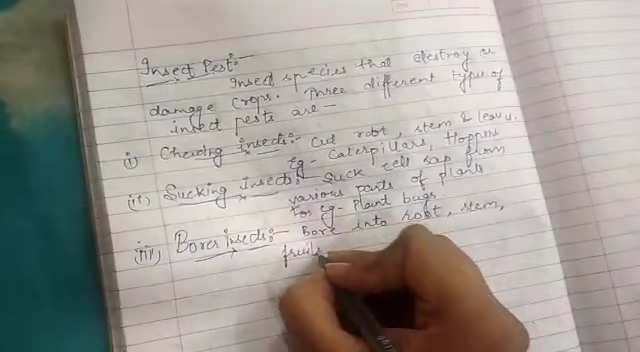 Insect Pest:-
Insect species that destroy or
damage crops. Three different types of
insect pests are -
i) Chewing insects:- Cut root, stem & leaves.
Eg- Caterpillars, Hoppers
(ii) Sucking insects:- Suck cell sap from
various parts of plants.
For eg- plant bugs
(iii) Borer insects:- Bore into root, stem,
fruits